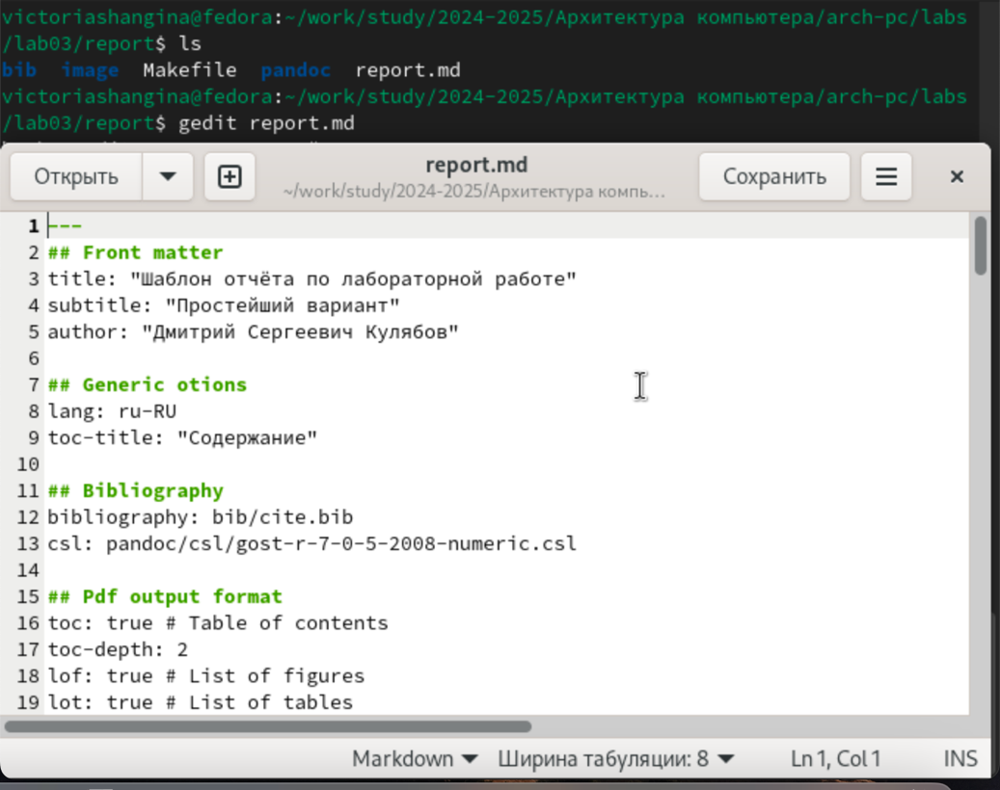 victoriashangina@fedora:~/work/study/2024-2025/Архитектура компьютера/arch-pc/labs
/lab03/report$ ls
bib image Makefile pandoc report.md
victoriashangina@fedora:~/work/study/2024-2025/Архитектура компьютера/arch-pc/labs
/lab03/report$ gedit report.md
Открыть
report.md
~/work/study/2024-2025/Архитектура компь...
Сохранить
1 ---
2 ## Front matter
3 title: "Шаблон отчёта по лабораторной работе"
4 subtitle: "Простейший вариант"
5 author: "Дмитрий Сергеевич Кулябов"
6
7 ## Generic otions
8 lang: ru-RU
9 toc-title: "Содержание"
10
11 ## Bibliography
12 bibliography: bib/cite.bib
13 csl: pandoc/csl/gost-r-7-0-5-2008-numeric.csl
14
15 ## Pdf output format
16 toc: true # Table of contents
17 toc-depth: 2
18 lof: true # List of figures
19 lot: true # List of tables
Markdown Ширина табуляции: 8 Ln 1, Col 1 INS